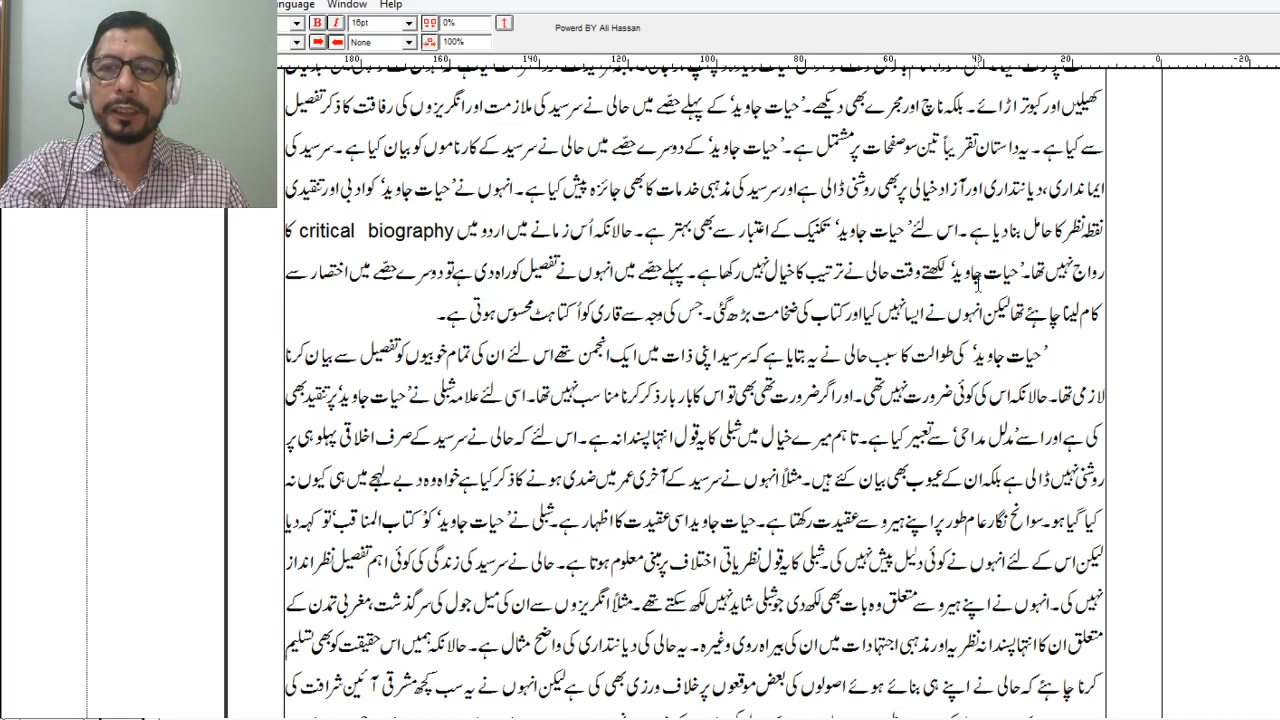 nguage Window Help
B I 16pt 0%
None 100%
Powerd BY Ali Hassan
180 160 140 120 100 80 60 40 20 0 -20
کھیلیں اور کبوتر اڑائے۔ بلکہ ناچ اور مجرے بھی دیکھے۔ 'حیات جاوید' کے پہلے حصّے میں حالی نے سرسید کی ملازمت اور انگریزوں کی رفاقت کا ذکر تفصیل
سے کیا ہے۔ یہ داستان تقریباً تین سو صفحات پر مشتمل ہے۔ 'حیات جاوید' کے دوسرے حصّے میں حالی نے سرسید کے کارناموں کو بیان کیا ہے۔ سرسید کی
ایمانداری، دیانتداری اور آزاد خیالی پر بھی روشنی ڈالی ہے اور سرسید کی مذہبی خدمات کا بھی جائزہ پیش کیا ہے۔ انہوں نے 'حیات جاوید' کو ادبی اور تنقیدی
نقطہ نظر کا حامل بنا دیا ہے۔ اس لئے 'حیات جاوید' تکنیک کے اعتبار سے بھی بہتر ہے۔ حالانکہ اُس زمانے میں اردو میں critical biography کا
رواج نہیں تھا۔ 'حیات جاوید' لکھتے وقت حالی نے ترتیب کا خیال نہیں رکھا ہے۔ پہلے حصّے میں انہوں نے تفصیل کو راہ دی ہے تو دوسرے حصّے میں اختصار سے
کام لینا چاہئے تھا لیکن انہوں نے ایسا نہیں کیا اور کتاب کی ضخامت بڑھ گئی۔ جس کی وجہ سے قاری کو اُکتاہٹ محسوس ہوتی ہے۔
'حیات جاوید' کی طوالت کا سبب حالی نے یہ بتایا ہے کہ سرسید اپنی ذات میں ایک انجمن تھے اس لئے ان کی تمام خوبیوں کو تفصیل سے بیان کرنا
لازمی تھا۔ حالانکہ اس کی کوئی ضرورت نہیں تھی۔ اور اگر ضرورت تھی بھی تو اس کا بار بار ذکر کرنا مناسب نہیں تھا۔ اسی لئے علامہ شبلی نے 'حیات جاوید' پر تنقید بھی
کی ہے اور اسے 'مدلل مداحی' سے تعبیر کیا ہے۔ تاہم میرے خیال میں شبلی کا یہ قول انتہا پسندانہ ہے۔ اس لئے کہ حالی نے سرسید کے صرف اخلاقی پہلو ہی پر
روشنی نہیں ڈالی ہے بلکہ ان کے عیوب بھی بیان کئے ہیں۔ مثلاً انہوں نے سرسید کے آخری عمر میں ضدی ہونے کا ذکر کیا ہے خواہ وہ دبے لہجے میں ہی کیوں نہ
کیا گیا ہو۔ سوانح نگار عام طور پر اپنے ہیرو سے عقیدت رکھتا ہے۔ حیات جاوید اسی عقیدت کا اظہار ہے۔ شبلی نے 'حیات جاوید' کو 'کتاب المناقب' تو کہہ دیا
لیکن اس کے لئے انہوں نے کوئی دلیل پیش نہیں کی۔ شبلی کا یہ قول نظریاتی اختلاف پر مبنی معلوم ہوتا ہے۔ حالی نے سرسید کی زندگی کی کوئی اہم تفصیل نظر انداز
نہیں کی۔ انہوں نے اپنے ہیرو سے متعلق وہ بات بھی لکھ دی جو شبلی شاید نہیں لکھ سکتے تھے۔ مثلاً انگریزوں سے ان کی میل جول کی سرگذشت، مغربی تمدن کے
متعلق ان کا انتہا پسندانہ نظریہ اور مذہبی اجتہادات میں ان کی بیراہ روی وغیرہ۔ یہ حالی کی دیانتداری کی واضح مثال ہے۔ حالانکہ ہمیں اس حقیقت کو بھی تسلیم
کرنا چاہئے کہ حالی نے اپنے ہی بنائے ہوئے اصولوں کی بعض موقعوں پر خلاف ورزی بھی کی ہے لیکن انہوں نے یہ سب کچھ مشرقی آئین شرافت کی